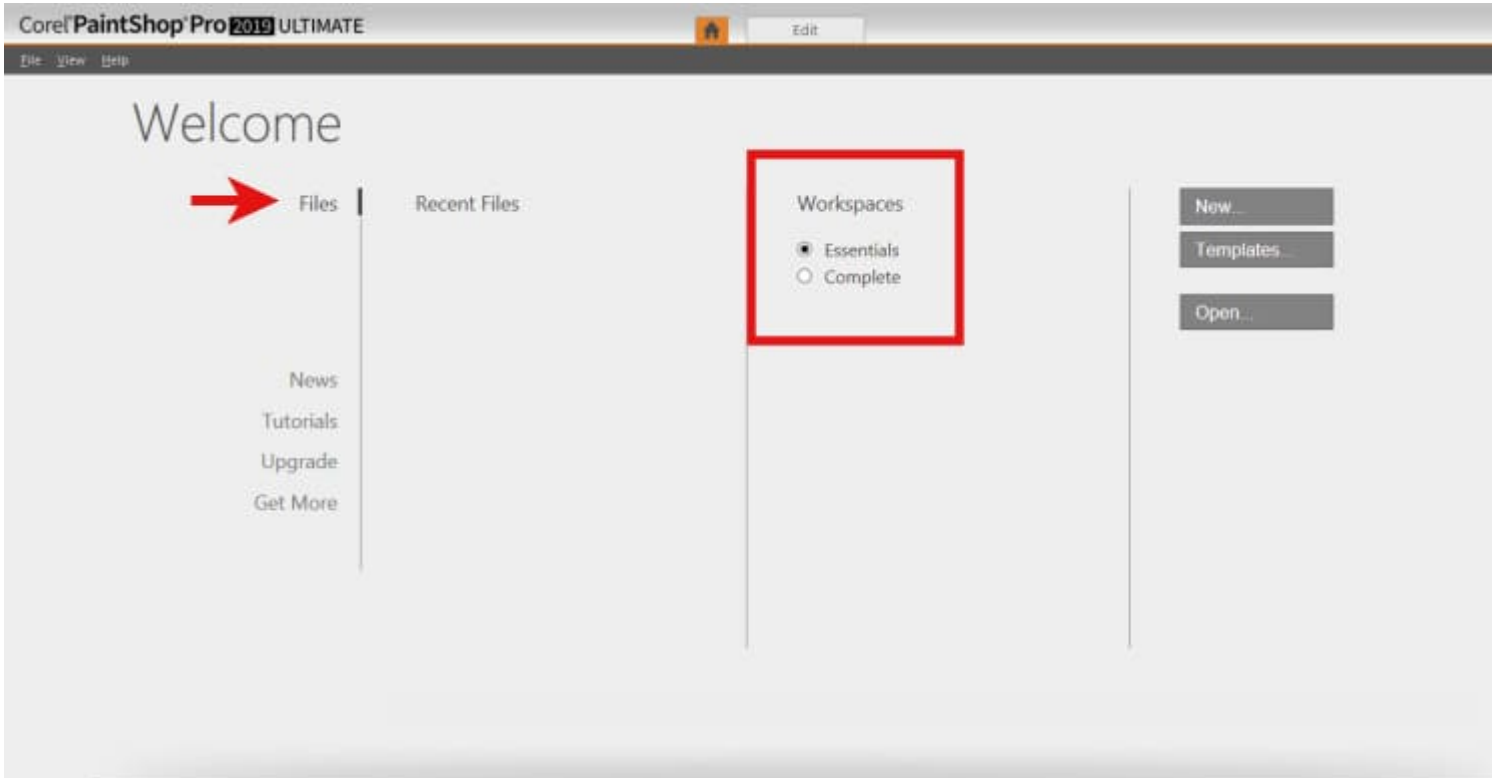 Corel PaintShop Pro 2019 ULTIMATE
Edit
File View Help
Welcome
Files
Recent Files
Workspaces
Essentials
Complete
New...
Templates...
Open...
News
Tutorials
Upgrade
Get More